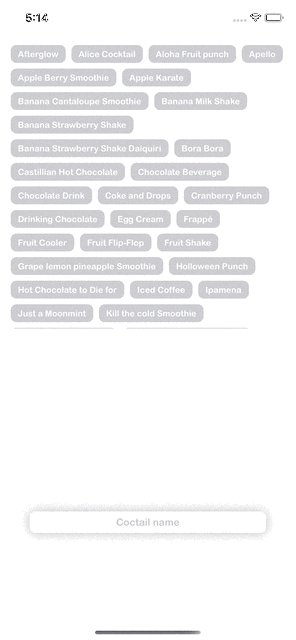 5:14
Afterglow Alice Cocktail Aloha Fruit punch Apello
Apple Berry Smoothie Apple Karate
Banana Cantaloupe Smoothie Banana Milk Shake
Banana Strawberry Shake
Banana Strawberry Shake Daiquiri Bora Bora
Castillian Hot Chocolate Chocolate Beverage
Chocolate Drink Coke and Drops Cranberry Punch
Drinking Chocolate Egg Cream Frappé
Fruit Cooler Fruit Flip-Flop Fruit Shake
Grape lemon pineapple Smoothie Holloween Punch
Hot Chocolate to Die for Iced Coffee Ipamena
Just a Moonmint Kill the cold Smoothie
Coctail name